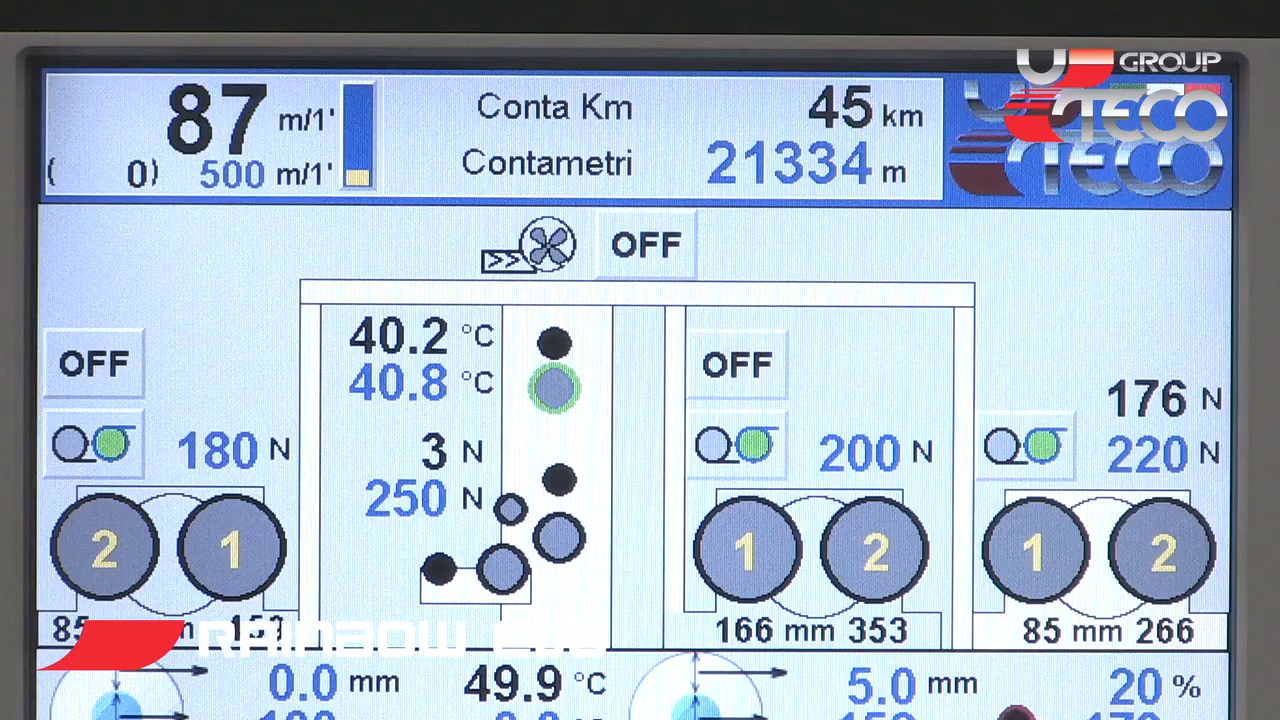 87 m/1'
( 0) 500 m/1'
Conta Km 45 km
Contametri 21334 m
U GROUP
TECO
TECO
>> OFF
OFF
40.2 °C
40.8 °C
OFF
176 N
180 N
3 N
200 N
220 N
250 N
2 1
1 2
1 2
166 mm 353
85 mm 266
RAINBOW
0.0 mm
49.9 °C
5.0 mm
20 %